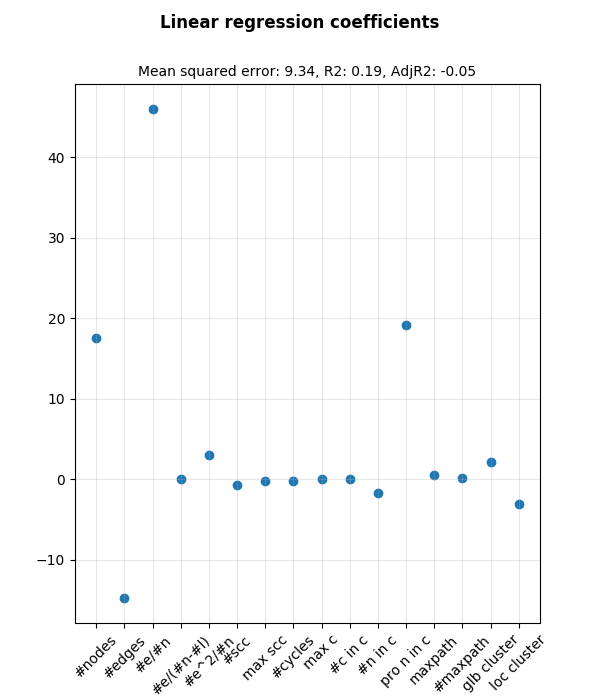 Linear regression coefficients
Mean squared error: 9.34, R2: 0.19, AdjR2: -0.05
40
30
20
10
0
−10
#nodes
#edges
#e/#n
#e/(#n-#l)
#e^2/#n
#scc
max scc
#cycles
max c
#c in c
#n in c
pro n in c
maxpath
#maxpath
glb cluster
loc cluster